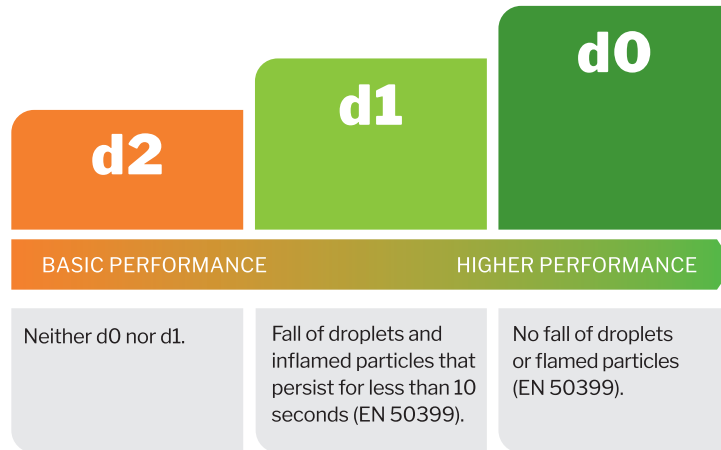 d2
d1
d0
BASIC PERFORMANCE
HIGHER PERFORMANCE
Neither d0 nor d1.
Fall of droplets and
inflamed particles that
persist for less than 10
seconds (EN 50399).
No fall of droplets
or flamed particles
(EN 50399).